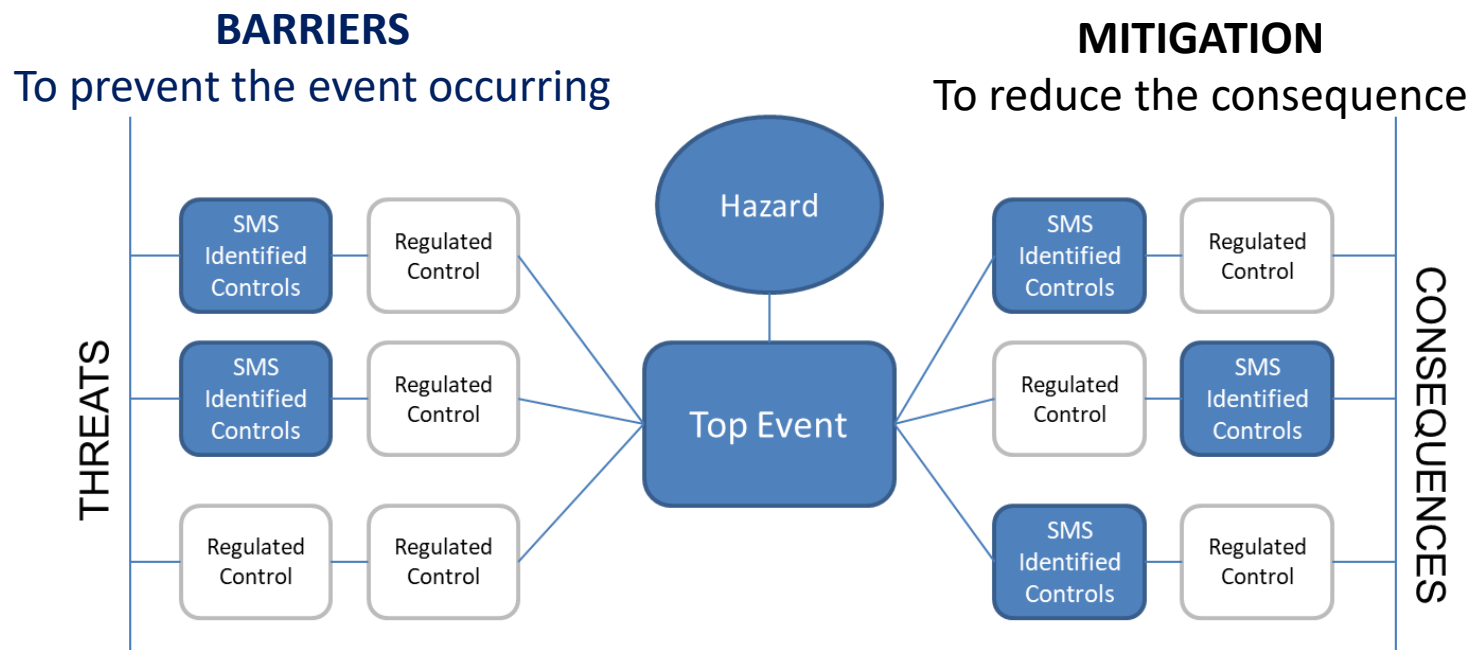 BARRIERS
To prevent the event occurring
MITIGATION
To reduce the consequence
Hazard
SMS
Identified
Controls
Regulated
Control
SMS
Identified
Controls
Regulated
Control
THREATS
SMS
Identified
Controls
Regulated
Control
Top Event
Regulated
Control
SMS
Identified
Controls
CONSEQUENCES
Regulated
Control
Regulated
Control
SMS
Identified
Controls
Regulated
Control